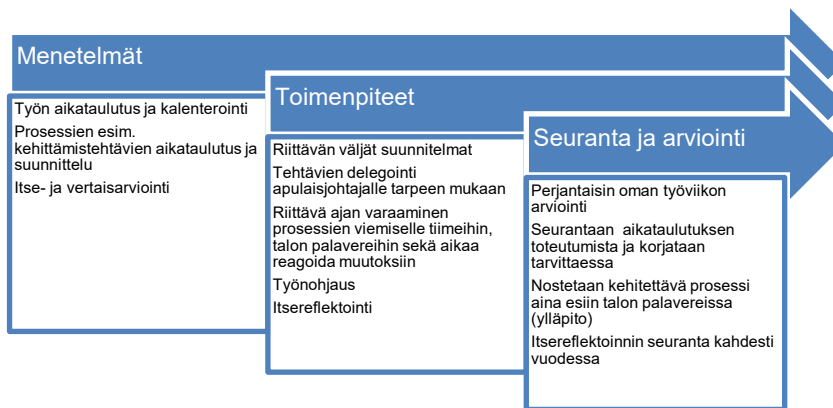 Menetelmät
Työn aikataulutus ja kalenterointi
Prosessien esim.
kehittämistehtävien aikataulutus ja
suunnittelu
Itse- ja vertaisarviointi
Toimenpiteet
Riittävän väljät suunnitelmat
Tehtävien delegointi
apulaisjohtajalle tarpeen mukaan
Riittävä ajan varaaminen
prosessien viemiselle tiimeihin,
talon palavereihin sekä aikaa
reagoida muutoksiin
Työnohjaus
Itsereflektointi
Seuranta ja arviointi
Perjantaisin oman työviikon
arviointi
Seurantaan aikataulutuksen
toteutumista ja korjataan
tarvittaessa
Nostetaan kehitettävä prosessi
aina esiin talon palavereissa
(ylläpito)
Itsereflektoinnin seuranta kahdesti
vuodessa